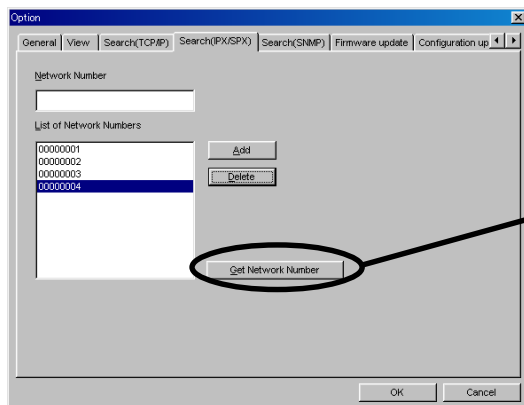 Option
General View Search(TCP/IP) Search(IPX/SPX) Search(SNMP) Firmware update Configuration up
Network Number
List of Network Numbers
00000001
00000002
00000003
00000004
Add
Delete
Get Network Number
OK Cancel